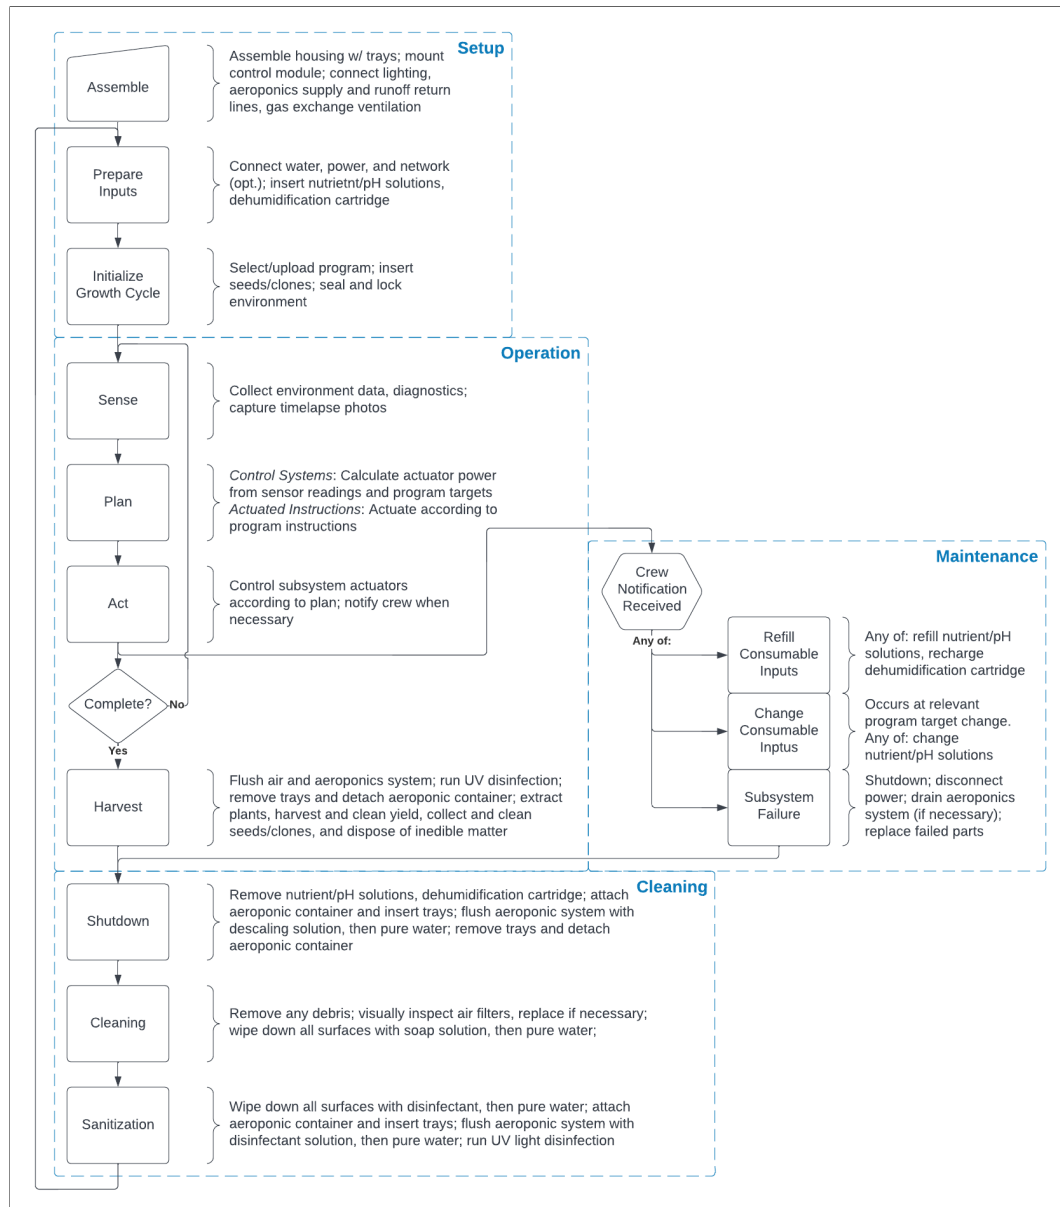 Setup
Assemble
Assemble housing w/ trays; mount
control module; connect lighting,
aeroponics supply and runoff return
lines, gas exchange ventilation
Prepare
Inputs
Connect water, power, and network
(opt.); insert nutrietnt/pH solutions,
dehumidification cartridge
Initialize
Growth Cycle
Select/upload program; insert
seeds/clones; seal and lock
environment
Operation
Sense
Collect environment data, diagnostics;
capture timelapse photos
Plan
Control Systems: Calculate actuator power
from sensor readings and program targets
Actuated Instructions: Actuate according to
program instructions
Act
Control subsystem actuators
according to plan; notify crew when
necessary
Complete?
No
Yes
Harvest
Flush air and aeroponics system; run UV disinfection;
remove trays and detach aeroponic container; extract
plants, harvest and clean yield, collect and clean
seeds/clones, and dispose of inedible matter
Maintenance
Crew
Notification
Received
Any of:
Refill
Consumable
Inputs
Any of: refill nutrient/pH
solutions, recharge
dehumidification cartridge
Change
Consumable
Inptus
Occurs at relevant
program target change.
Any of: change
nutrient/pH solutions
Subsystem
Failure
Shutdown; disconnect
power; drain aeroponics
system (if necessary);
replace failed parts
Cleaning
Shutdown
Remove nutrient/pH solutions, dehumidification cartridge; attach
aeroponic container and insert trays; flush aeroponic system with
descaling solution, then pure water; remove trays and detach
aeroponic container
Cleaning
Remove any debris; visually inspect air filters, replace if necessary;
wipe down all surfaces with soap solution, then pure water;
Sanitization
Wipe down all surfaces with disinfectant, then pure water; attach
aeroponic container and insert trays; flush aeroponic system with
disinfectant solution, then pure water; run UV light disinfection